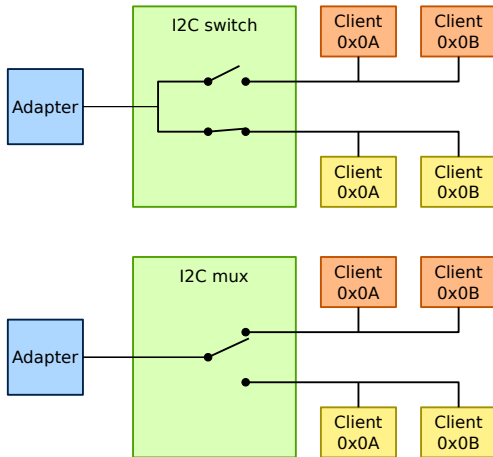 I2C switch
Client
0x0A
Client
0x0B
Adapter
Client
0x0A
Client
0x0B
I2C mux
Client
0x0A
Client
0x0B
Adapter
Client
0x0A
Client
0x0B